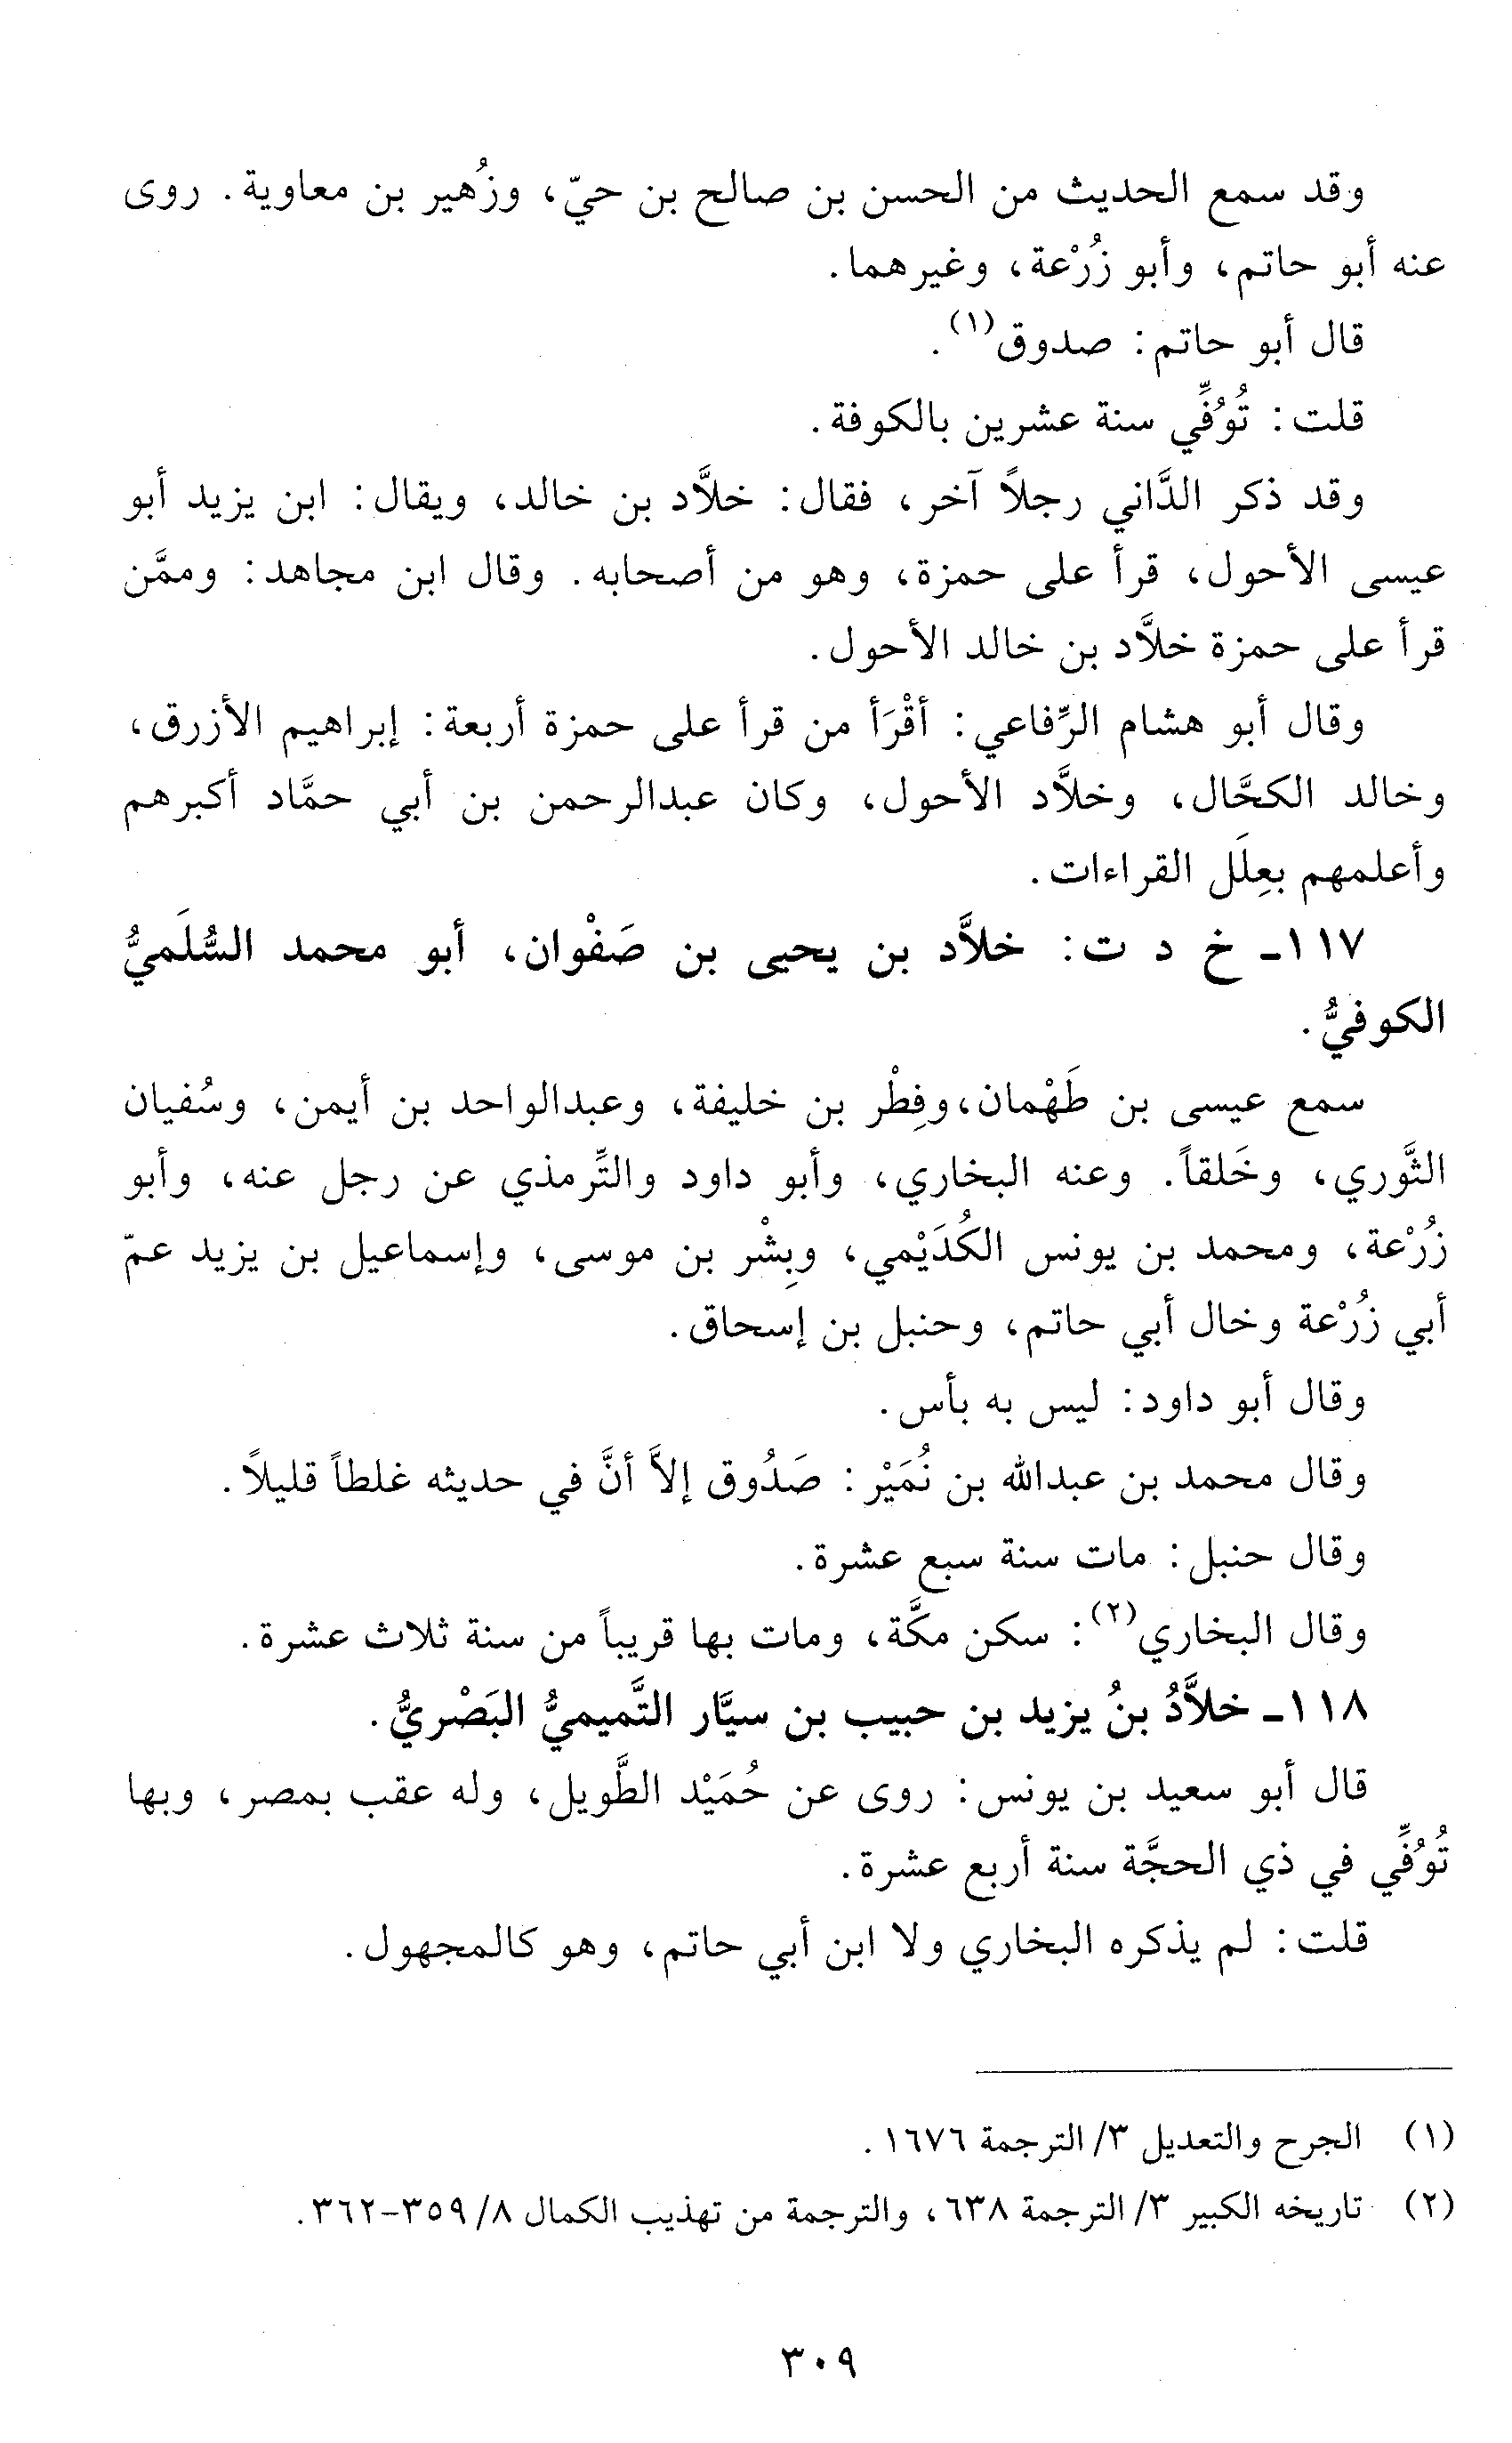 وقد سمع الحديث من الحسن بن صالح بن حيّ، وزُهير بن معاوية. روى
عنه أبو حاتم، وأبو زُرْعة، وغيرهما.
قال أبو حاتم: صدوق(١).
قلت: تُوُفِّي سنة عشرين بالكوفة.
وقد ذكر الدَّاني رجلاً آخر، فقال: خلاَّد بن خالد، ويقال: ابن يزيد أبو
عيسى الأحول، قرأ على حمزة، وهو من أصحابه. وقال ابن مجاهد: وممَّن
قرأ على حمزة خلاَّد بن خالد الأحول.
وقال أبو هشام الرِّفاعي: أقْرَأ من قرأ على حمزة أربعة: إبراهيم الأزرق،
وخالد الكحَّال، وخلاَّد الأحول، وكان عبدالرحمن بن أبي حمَّاد أكبرهم
وأعلمهم بعِلَل القراءات.
١١٧ـ خ د ت: خلاَّد بن يحيى بن صَفْوان، أبو محمد السُّلَميُّ
الكوفيُّ.
سمع عيسى بن طَهْمان، وفِطْر بن خليفة، وعبدالواحد بن أيمن، وسُفيان
الثَّوري، وخَلقاً. وعنه البخاري، وأبو داود والتِّرمذي عن رجل عنه، وأبو
زُرْعة، ومحمد بن يونس الكُدَيْمي، وبِشْر بن موسى، وإسماعيل بن يزيد عمّ
أبي زُرْعة وخال أبي حاتم، وحنبل بن إسحاق.
وقال أبو داود: ليس به بأس.
وقال محمد بن عبدالله بن نُمَيْر: صَدُوق إلاَّ أنَّ في حديثه غلطاً قليلاً.
وقال حنبل: مات سنة سبع عشرة.
وقال البخاري(٢): سكن مكَّة، ومات بها قريباً من سنة ثلاث عشرة.
١١٨ـ خلاَّدُ بنُ يزيد بن حبيب بن سيَّار التَّميميُّ البَصْريُّ.
قال أبو سعيد بن يونس: روى عن حُمَيْد الطَّويل، وله عقب بمصر، وبها
تُوُفِّي في ذي الحجَّة سنة أربع عشرة.
قلت: لم يذكره البخاري ولا ابن أبي حاتم، وهو كالمجهول.
(١) الجرح والتعديل ٣/ الترجمة ١٦٧٦.
(٢) تاريخه الكبير ٣/ الترجمة ٦٣٨، والترجمة من تهذيب الكمال ٨/ ٣٥٩-٣٦٢.
٣٠٩